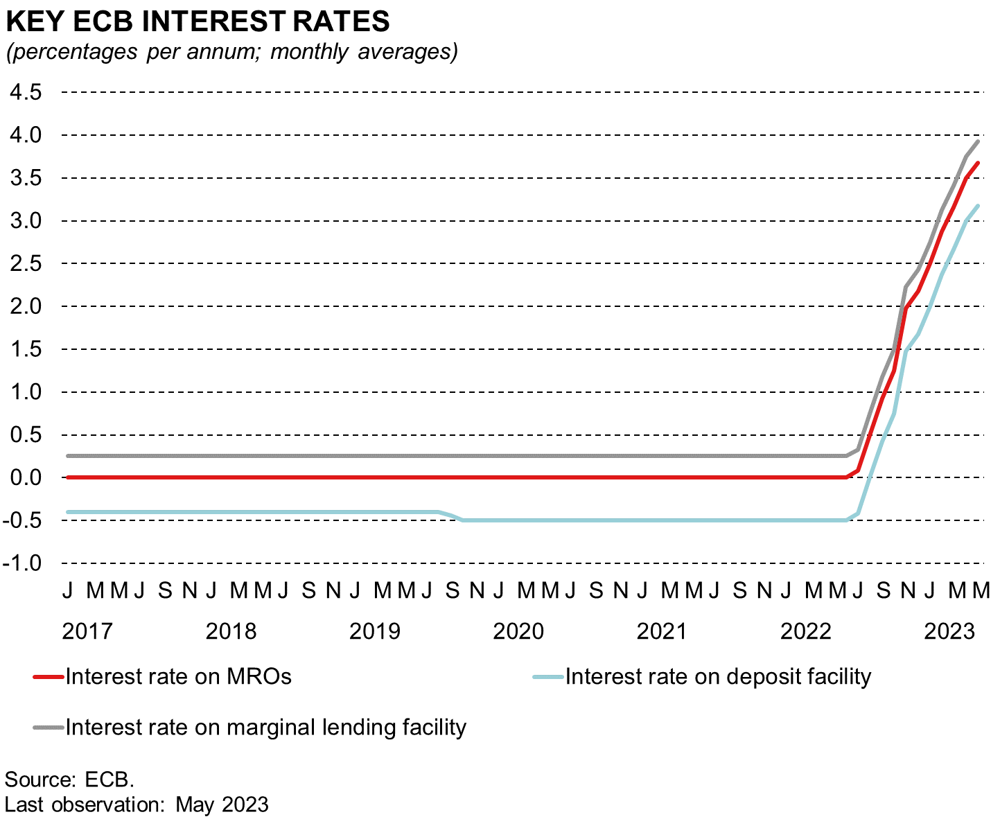 KEY ECB INTEREST RATES
(percentages per annum; monthly averages)
4.5
4.0
3.5
3.0
2.5
2.0
1.5
1.0
0.5
0.0
-0.5
-1.0
J M M J S N J M M J S N J M M J S N J M M J S N J M M J S N J M M J S N J M M
2017 2018 2019 2020 2021 2022 2023
Interest rate on MROs Interest rate on deposit facility
Interest rate on marginal lending facility
Source: ECB.
Last observation: May 2023